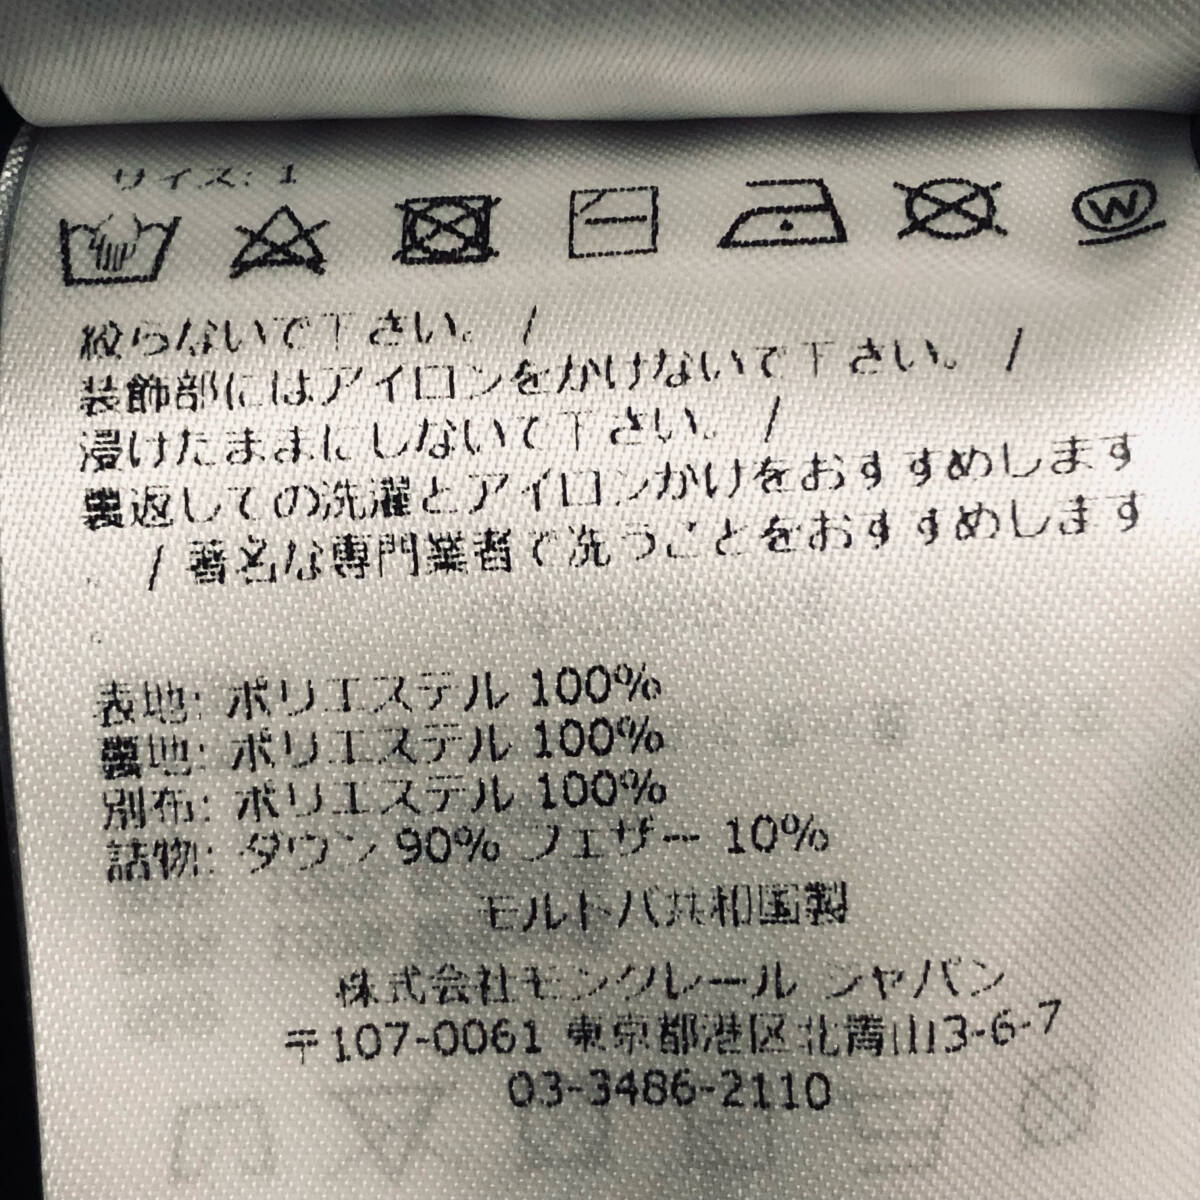 サイズ: 1
W
絞らないで下さい。 /
装飾部にはアイロンをかけないで下さい。 /
浸けたままにしないで下さい。 /
裏返しての洗濯とアイロンかけをおすすめします
/ 著名な専門業者で洗うことをおすすめします
表地: ポリエステル 100%
裏地: ポリエステル 100%
別布: ポリエステル 100%
詰物: ダウン 90% フェザー 10%
モルドバ共和国製
株式会社モンクレール ジャパン
〒107-0061 東京都港区北青山3-6-7
03-3486-2110